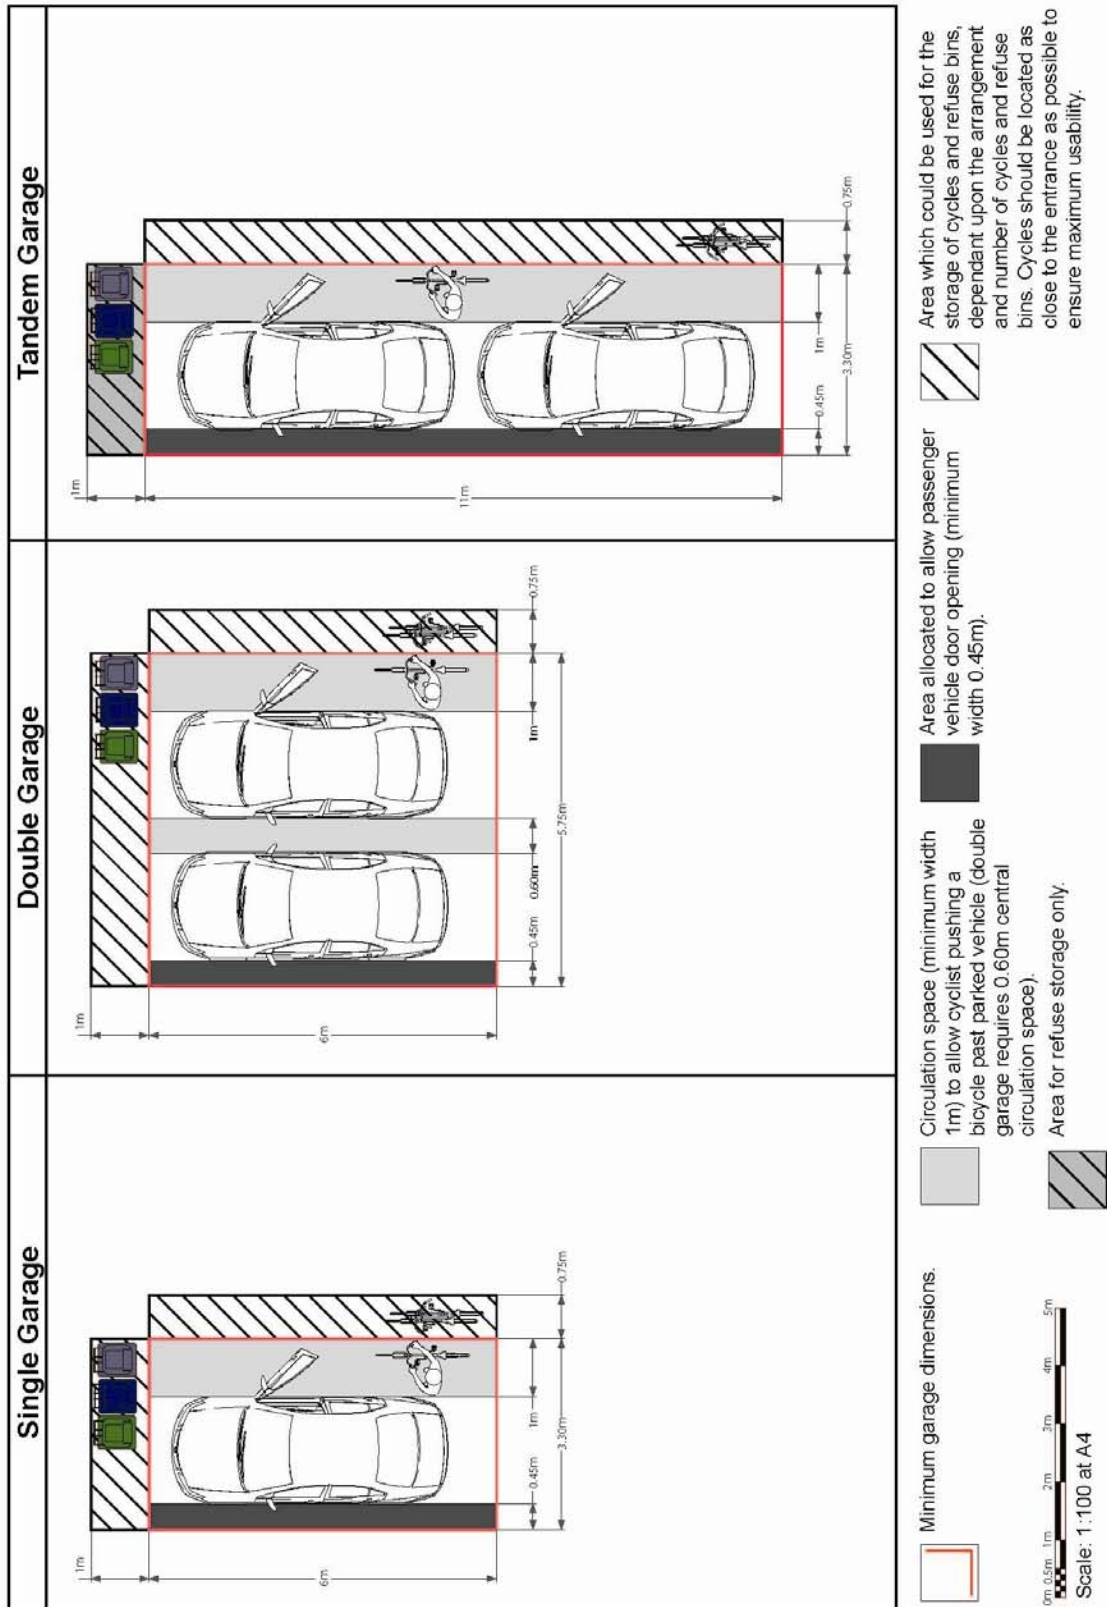 Single Garage
1m
6m
0.45m
1m
3.30m
0.75m
Double Garage
1m
6m
0.45m
0.60m
1m
5.75m
0.75m
Tandem Garage
1m
11m
0.45m
1m
3.30m
0.75m
Minimum garage dimensions.
0m 0.5m 1m 2m 3m 4m 5m
Scale: 1:100 at A4
Circulation space (minimum width
1m) to allow cyclist pushing a
bicycle past parked vehicle (double
garage requires 0.60m central
circulation space).
Area for refuse storage only.
Area allocated to allow passenger
vehicle door opening (minimum
width 0.45m).
Area which could be used for the
storage of cycles and refuse bins,
dependant upon the arrangement
and number of cycles and refuse
bins. Cycles should be located as
close to the entrance as possible to
ensure maximum usability.